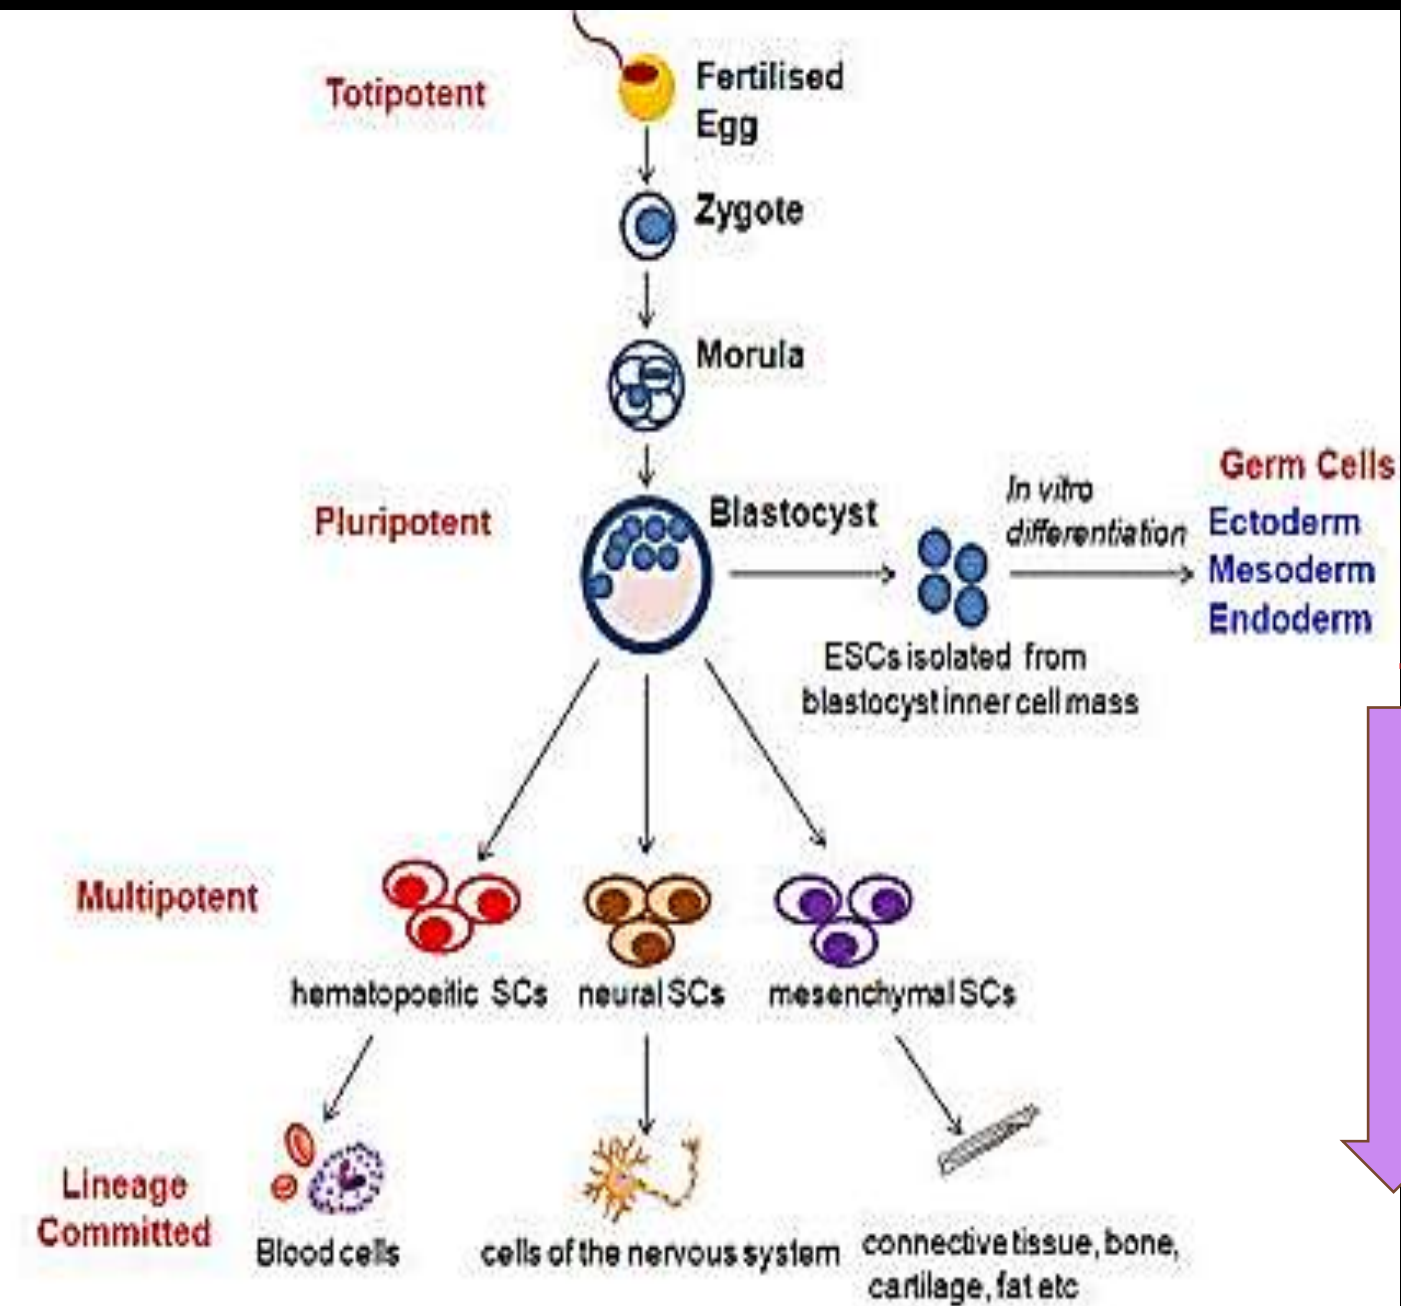 Totipotent
Fertilised
Egg
Zygote
Morula
Pluripotent
Blastocyst
In vitro
differentiation
Germ Cells
Ectoderm
Mesoderm
Endoderm
ESCs isolated from
blastocyst inner cell mass
Multipotent
hematopoeitic SCs
neural SCs
mesenchymal SCs
Lineage
Committed
Blood cells
cells of the nervous system
connective tissue, bone,
cartilage, fat etc